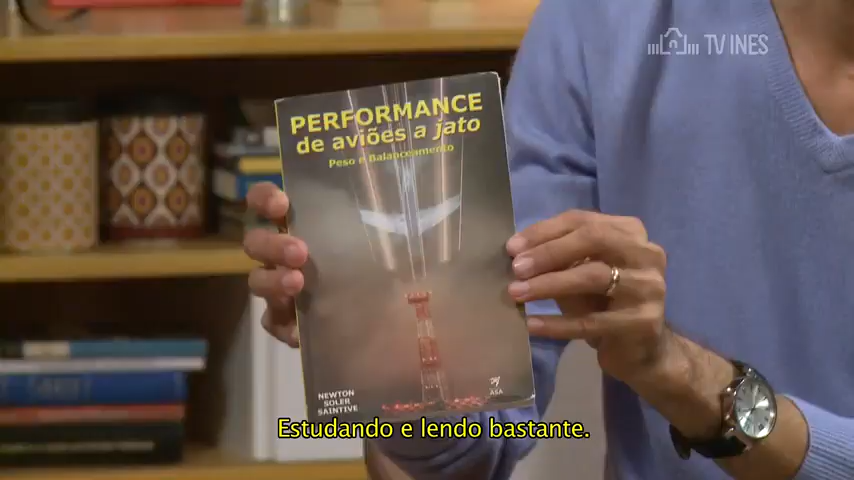 TV INES
PERFORMANCE
de aviões a jato
Peso e Balanceamento
NEWTON
SOLER
SAINTIVE
ASA
Estudando e lendo bastante.